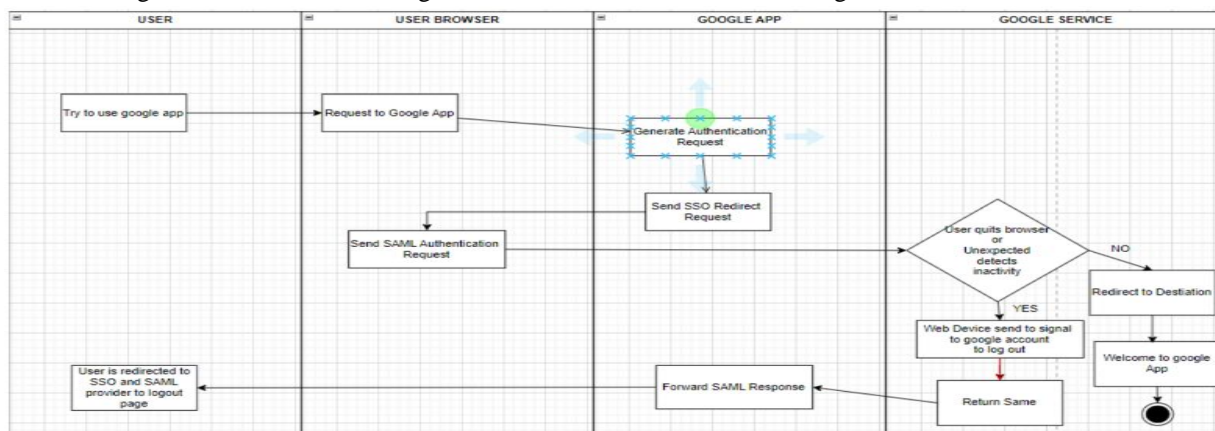 USER
USER BROWSER
GOOGLE APP
GOOGLE SERVICE
Try to use google app
Request to Google App
Generate Authentication
Request
Send SSO Redirect
Request
Send SAML Authentication
Request
User quits browser
or
Unexpected
detects
inactivity
NO
Redirect to Destiation
YES
Web Device send to signal
to google account
to log out
Welcome to google
App
Return Same
Forward SAML Response
User is redirected to
SSO and SAML
provider to logout
page